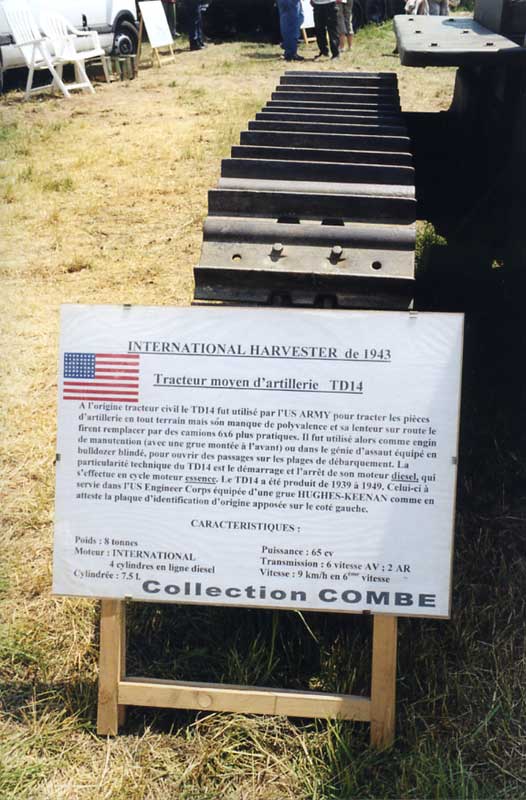 INTERNATIONAL HARVESTER de 1943
Tracteur moyen d'artillerie TD14
A l'origine tracteur civil le TD14 fut utilisé par l'US ARMY pour tracter les pièces
d'artillerie en tout terrain mais son manque de polyvalence et sa lenteur sur route le
firent remplacer par des camions 6x6 plus pratiques. Il fut utilisé alors comme engin
de manutention (avec une grue montée à l'avant) ou dans le génie d'assaut équipé en
bulldozer blindé, pour ouvrir des passages sur les plages de débarquement. La
particularité technique du TD14 est le démarrage et l'arrêt de son moteur diesel, qui
s'effectue en cycle moteur essence. Le TD14 a été produit de 1939 à 1949. Celui-ci à
servie dans l'US Engineer Corps équipée d'une grue HUGHES-KEENAN comme en
atteste la plaque d'identification d'origine apposée sur le coté gauche.
CARACTERISTIQUES :
Poids : 8 tonnes
Moteur : INTERNATIONAL
4 cylindres en ligne diesel
Cylindrée : 7.5 l.
Puissance : 65 cv
Transmission : 6 vitesse AV ; 2 AR
Vitesse : 9 km/h en 6ème vitesse
Collection COMBE